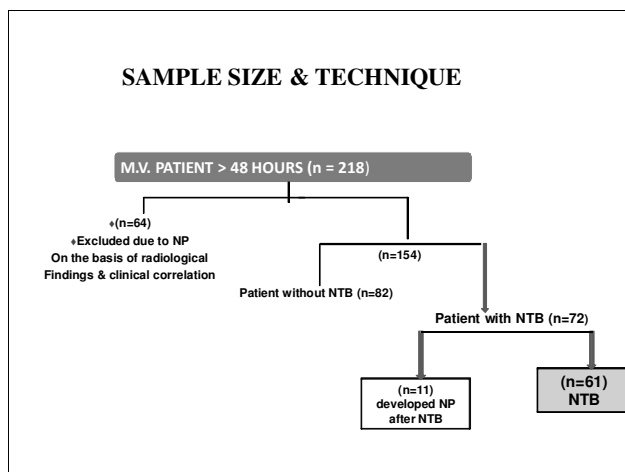 SAMPLE SIZE & TECHNIQUE
M.V. PATIENT > 48 HOURS (n = 218)
♦(n=64)
♦Excluded due to NP
On the basis of radiological
Findings & clinical correlation
(n=154)
Patient without NTB (n=82)
Patient with NTB (n=72)
(n=11)
developed NP
after NTB
(n=61)
NTB